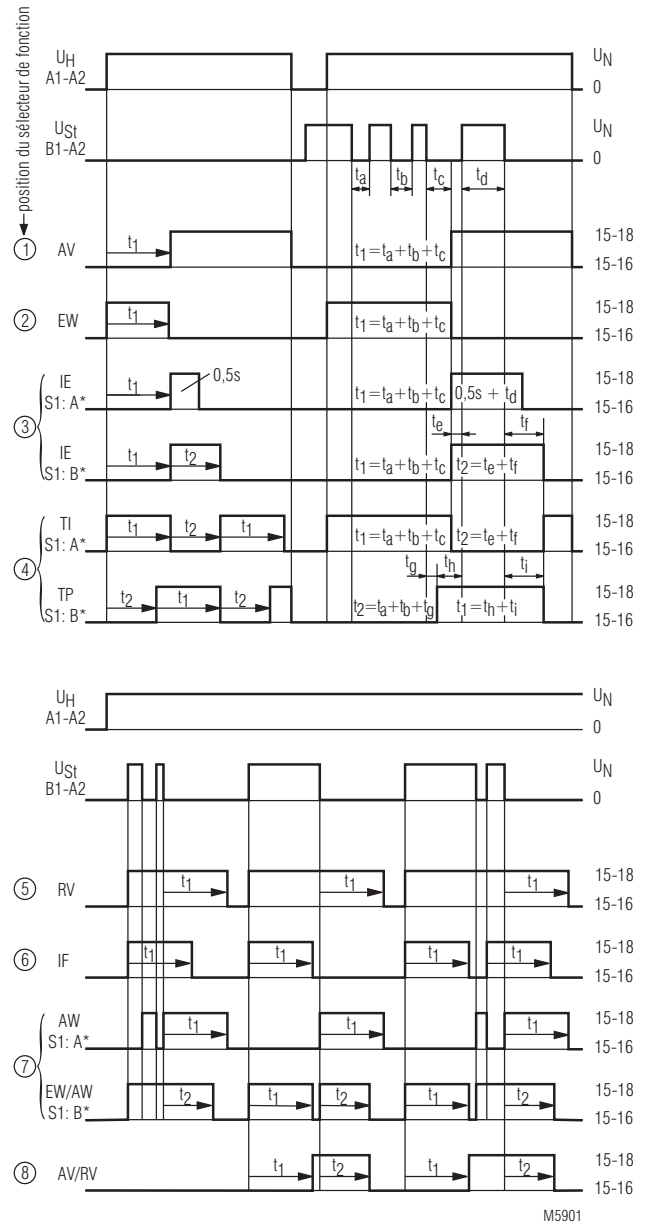 position du sélecteur de fonction
UH
A1-A2
UN
0
USt
B1-A2
UN
0
ta tb tc td
1 AV t1 t1=ta+tb+tc 15-18
15-16
2 EW t1 t1=ta+tb+tc 15-18
15-16
3 IE
S1: A* t1 0,5s t1=ta+tb+tc 0,5s + td 15-18
15-16
te tf
IE
S1: B* t1 t2 t1=ta+tb+tc t2=te+tf 15-18
15-16
4 TI
S1: A* t1 t2 t1 t1=ta+tb+tc t2=te+tf 15-18
15-16
tg th ti
TP
S1: B* t2 t1 t2 t2=ta+tb+tg t1=th+ti 15-18
15-16
UH
A1-A2
UN
0
USt
B1-A2
UN
0
5 RV t1 t1 t1 15-18
15-16
6 IF t1 t1 t1 t1 15-18
15-16
7 AW
S1: A* t1 t1 t1 15-18
15-16
EW/AW
S1: B* t2 t1 t2 t1 t2 15-18
15-16
8 AV/RV t1 t2 t1 t2 15-18
15-16
M5901